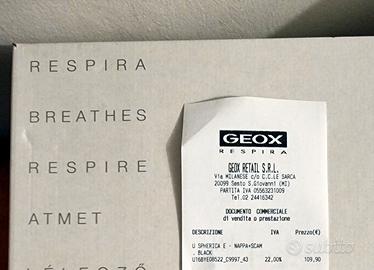 RESPIRA
BREATHES
RESPIRE
ATMET
GEOX
RESPIRA
GEOX RETAIL S.R.L.
Via MILANESE c/o C.C.LE SARCA
20099 Sesto S.Giovanni (MI)
PARTITA IVA 05563231009
Tel.02 24416342
DOCUMENTO COMMERCIALE
di vendita o prestazione
DESCRIZIONE IVA Prezzo(€)
U SPHERICA E - NAPPA+SCAM
. BLACK
U16BYE08522_C9997_43 22,00% 109,90
subito